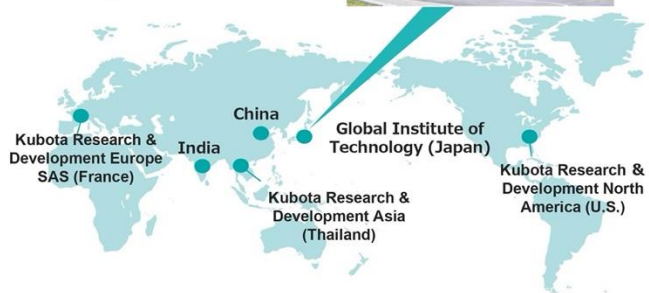 China
Kubota Research &
Development Europe
SAS (France)
India
Global Institute of
Technology (Japan)
Kubota Research &
Development North
America (U.S.)
Kubota Research &
Development Asia
(Thailand)